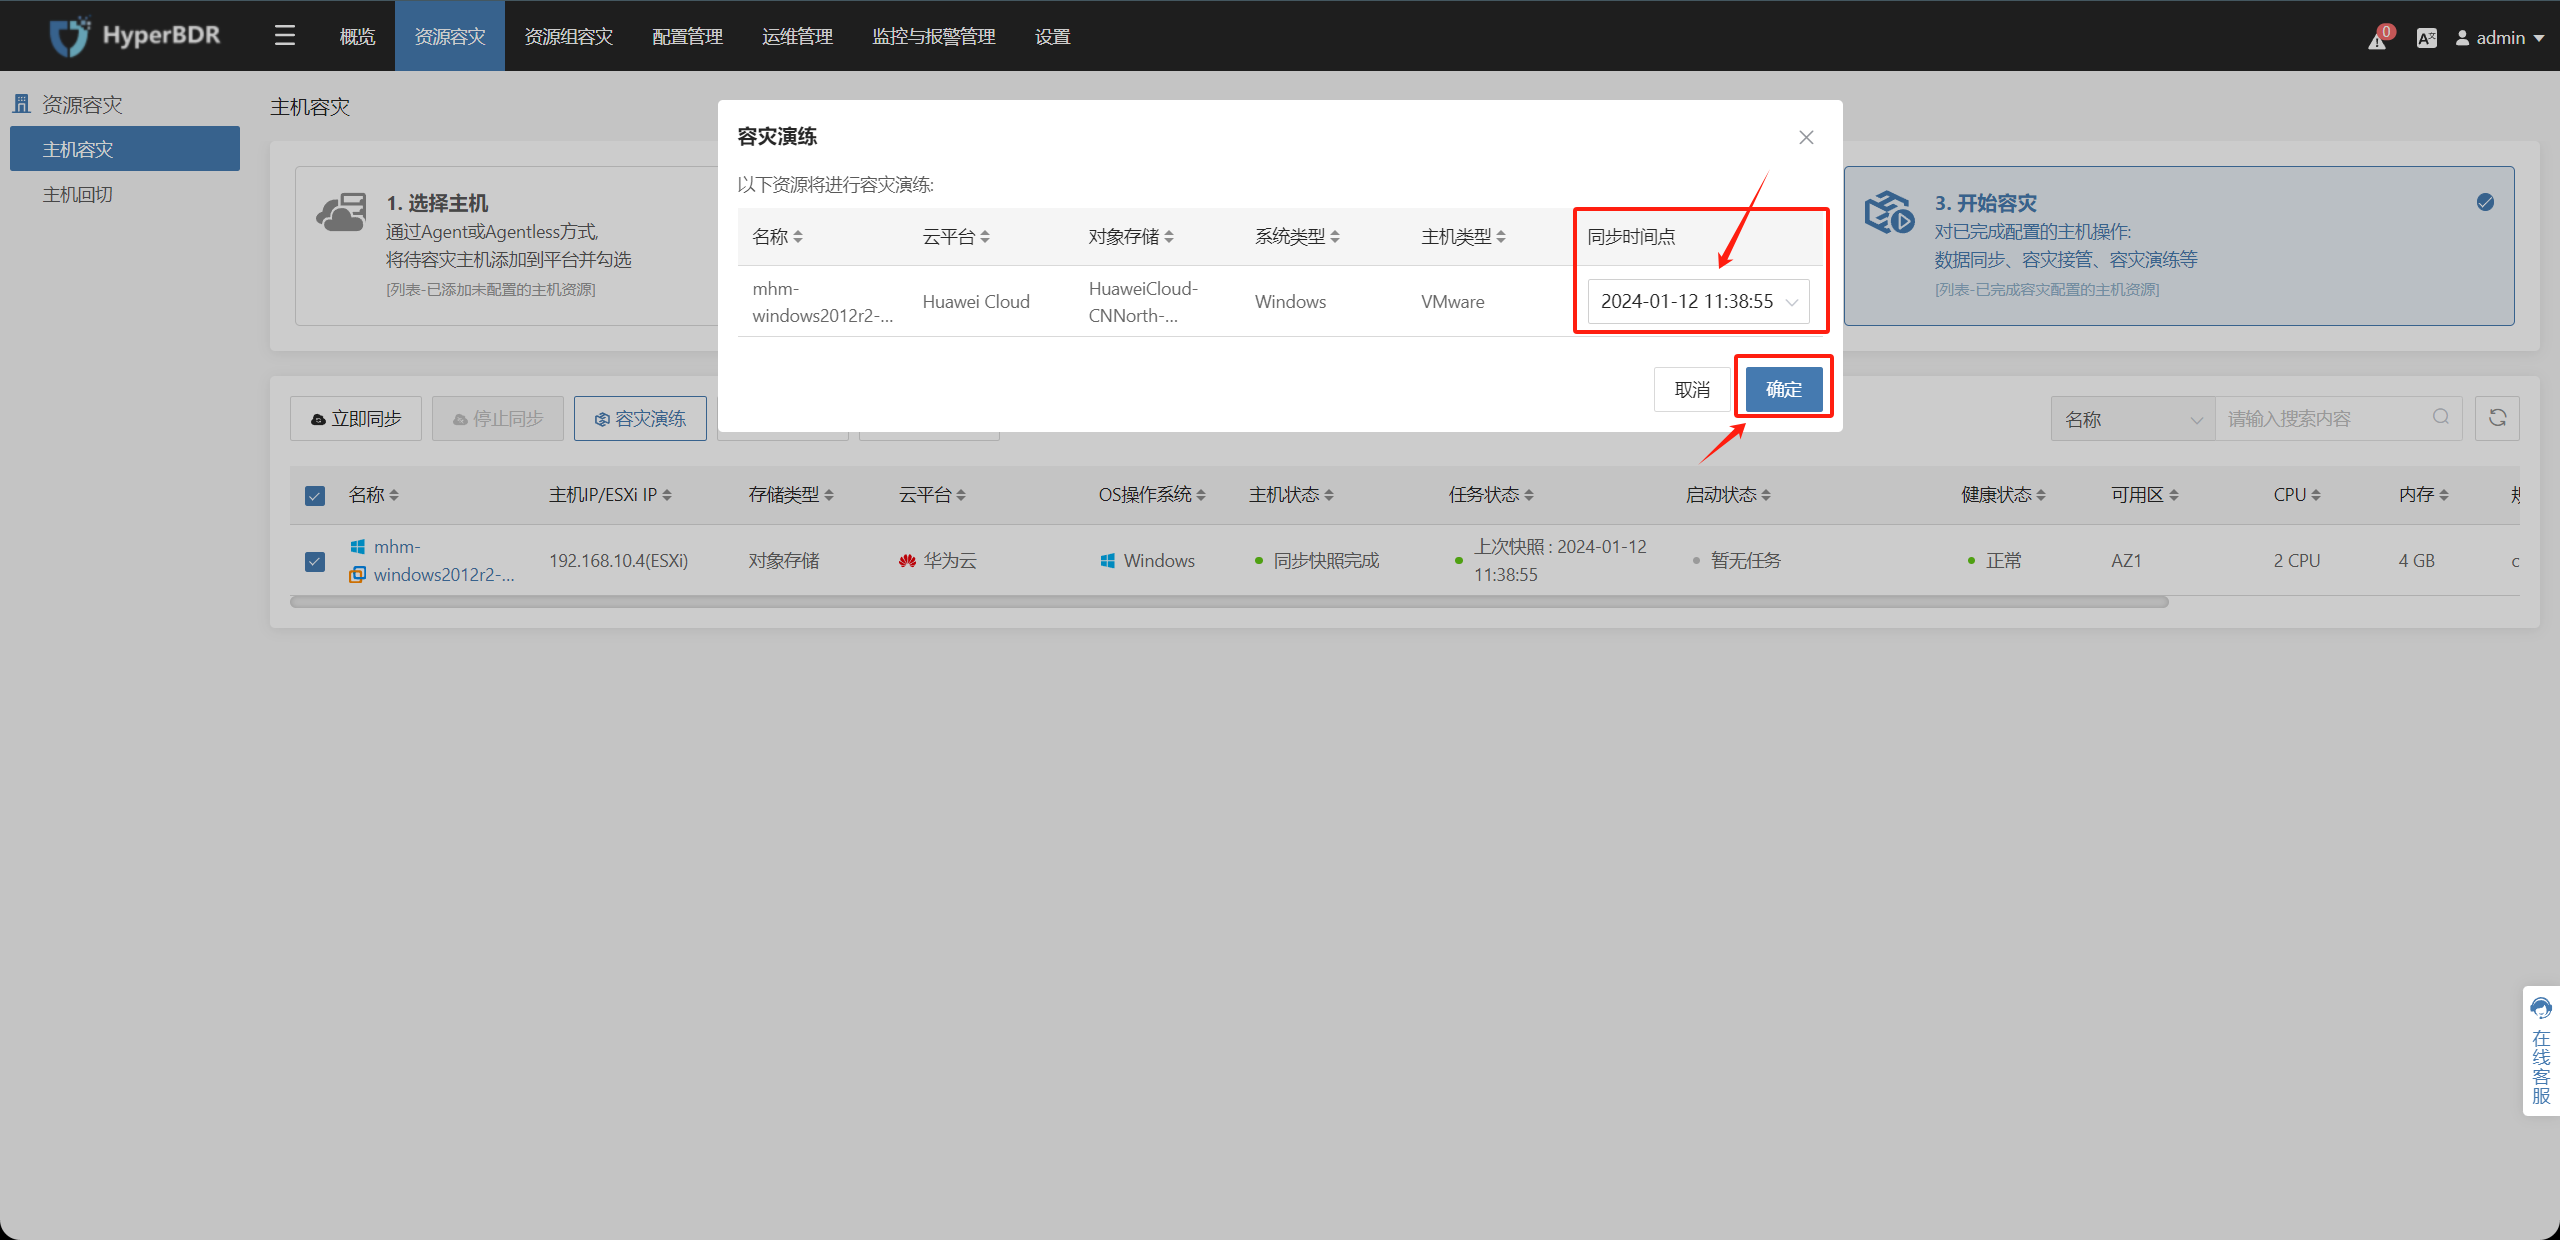 HyperBDR
概览
资源容灾
资源组容灾
配置管理
运维管理
监控与报警管理
设置
0
admin
资源容灾
主机容灾
主机回切
主机容灾
1. 选择主机
通过Agent或Agentless方式,
将待容灾主机添加到平台并勾选
[列表-已添加未配置的主机资源]
3. 开始容灾
对已完成配置的主机操作:
数据同步、容灾接管、容灾演练等
[列表-已完成容灾配置的主机资源]
容灾演练
以下资源将进行容灾演练:
名称 云平台 对象存储 系统类型 主机类型 同步时间点
mhm-
windows2012r2-...
Huawei Cloud
HuaweiCloud-
CNNorth-...
Windows
VMware
2024-01-12 11:38:55
取消
确定
立即同步
停止同步
容灾演练
名称
请输入搜索内容
名称 主机IP/ESXi IP 存储类型 云平台 OS操作系统 主机状态 任务状态 启动状态 健康状态 可用区 CPU 内存
mhm-
windows2012r2-...
192.168.10.4(ESXi)
对象存储
华为云
Windows
同步快照完成
上次快照 : 2024-01-12
11:38:55
暂无任务
正常
AZ1
2 CPU
4 GB
在线客服